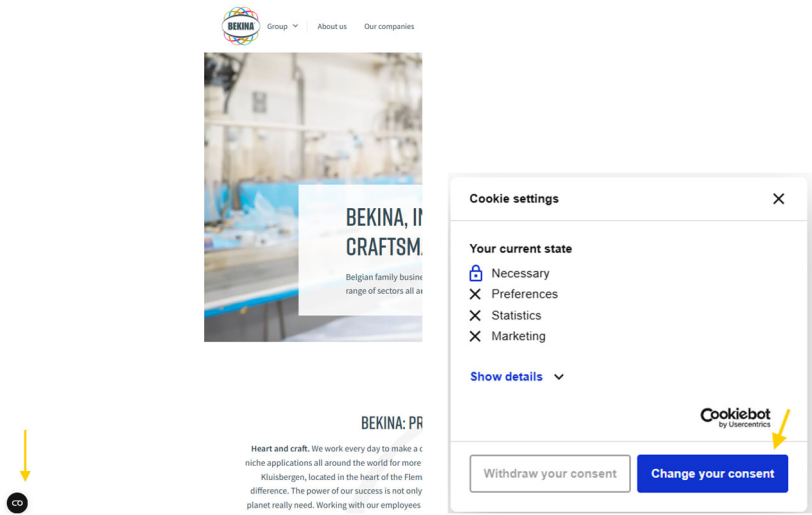 BEKINA
Group
About us
Our companies
BEKINA, IN
CRAFTSMA
Belgian family busine
range of sectors all a
BEKINA: PR
Heart and craft. We work every day to make a d
niche applications all around the world for more
Kluisbergen, located in the heart of the Flem
difference. The power of our success is not only
planet really need. Working with our employees
Cookie settings
Your current state
Necessary
Preferences
Statistics
Marketing
Show details
Cookiebot
by Usercentrics
Withdraw your consent
Change your consent